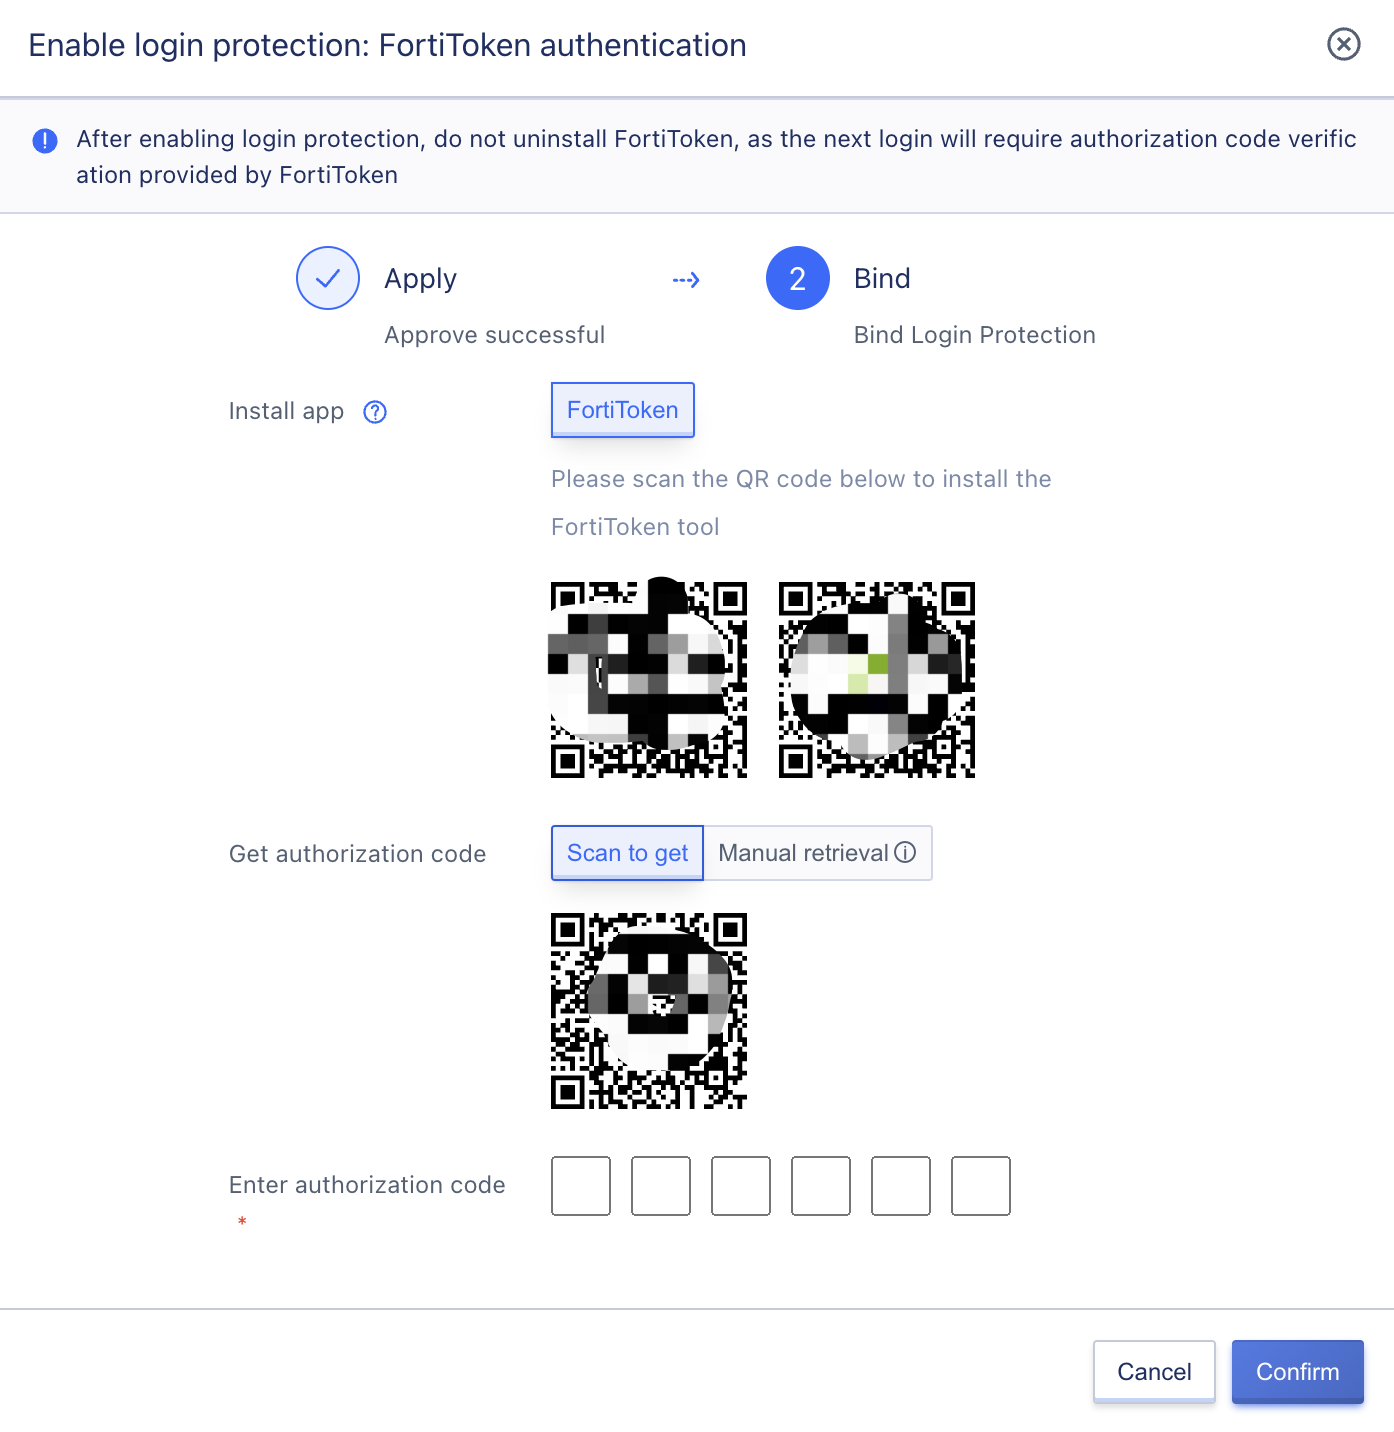 Enable login protection: FortiToken authentication
After enabling login protection, do not uninstall FortiToken, as the next login will require authorization code verific
ation provided by FortiToken
Apply
2 Bind
Approve successful
Bind Login Protection
Install app
FortiToken
Please scan the QR code below to install the
FortiToken tool
Get authorization code
Scan to get
Manual retrieval
Enter authorization code
*
Cancel
Confirm